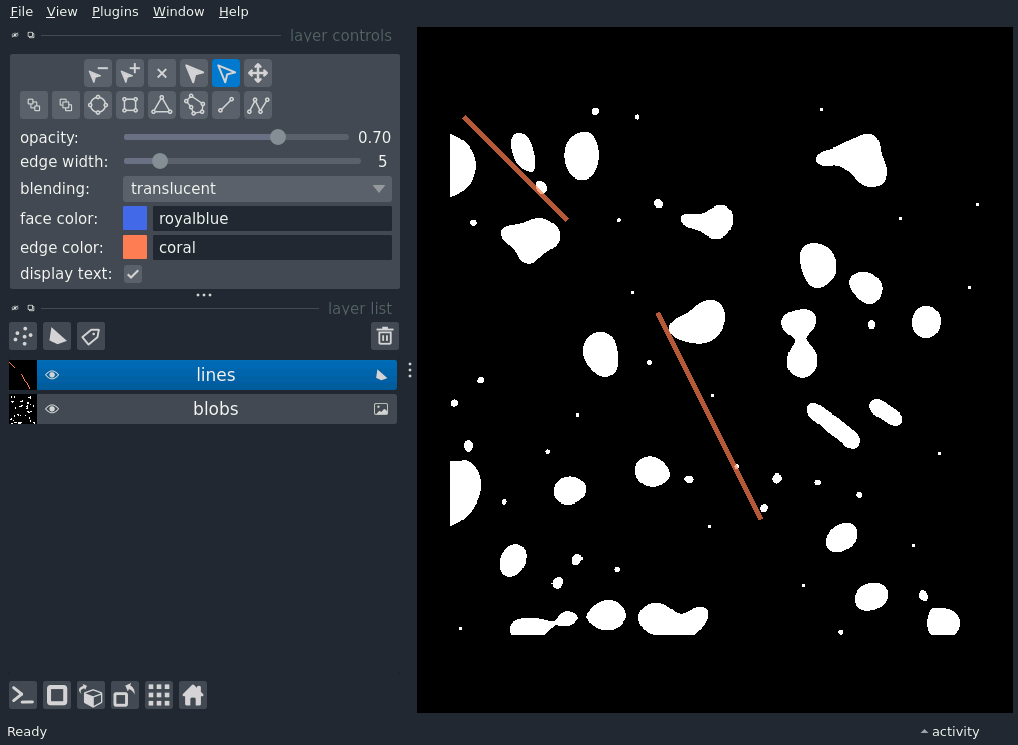 File View Plugins Window Help
layer controls
opacity: 0.70
edge width: 5
blending: translucent
face color: royalblue
edge color: coral
display text:
layer list
lines
blobs
Ready activity